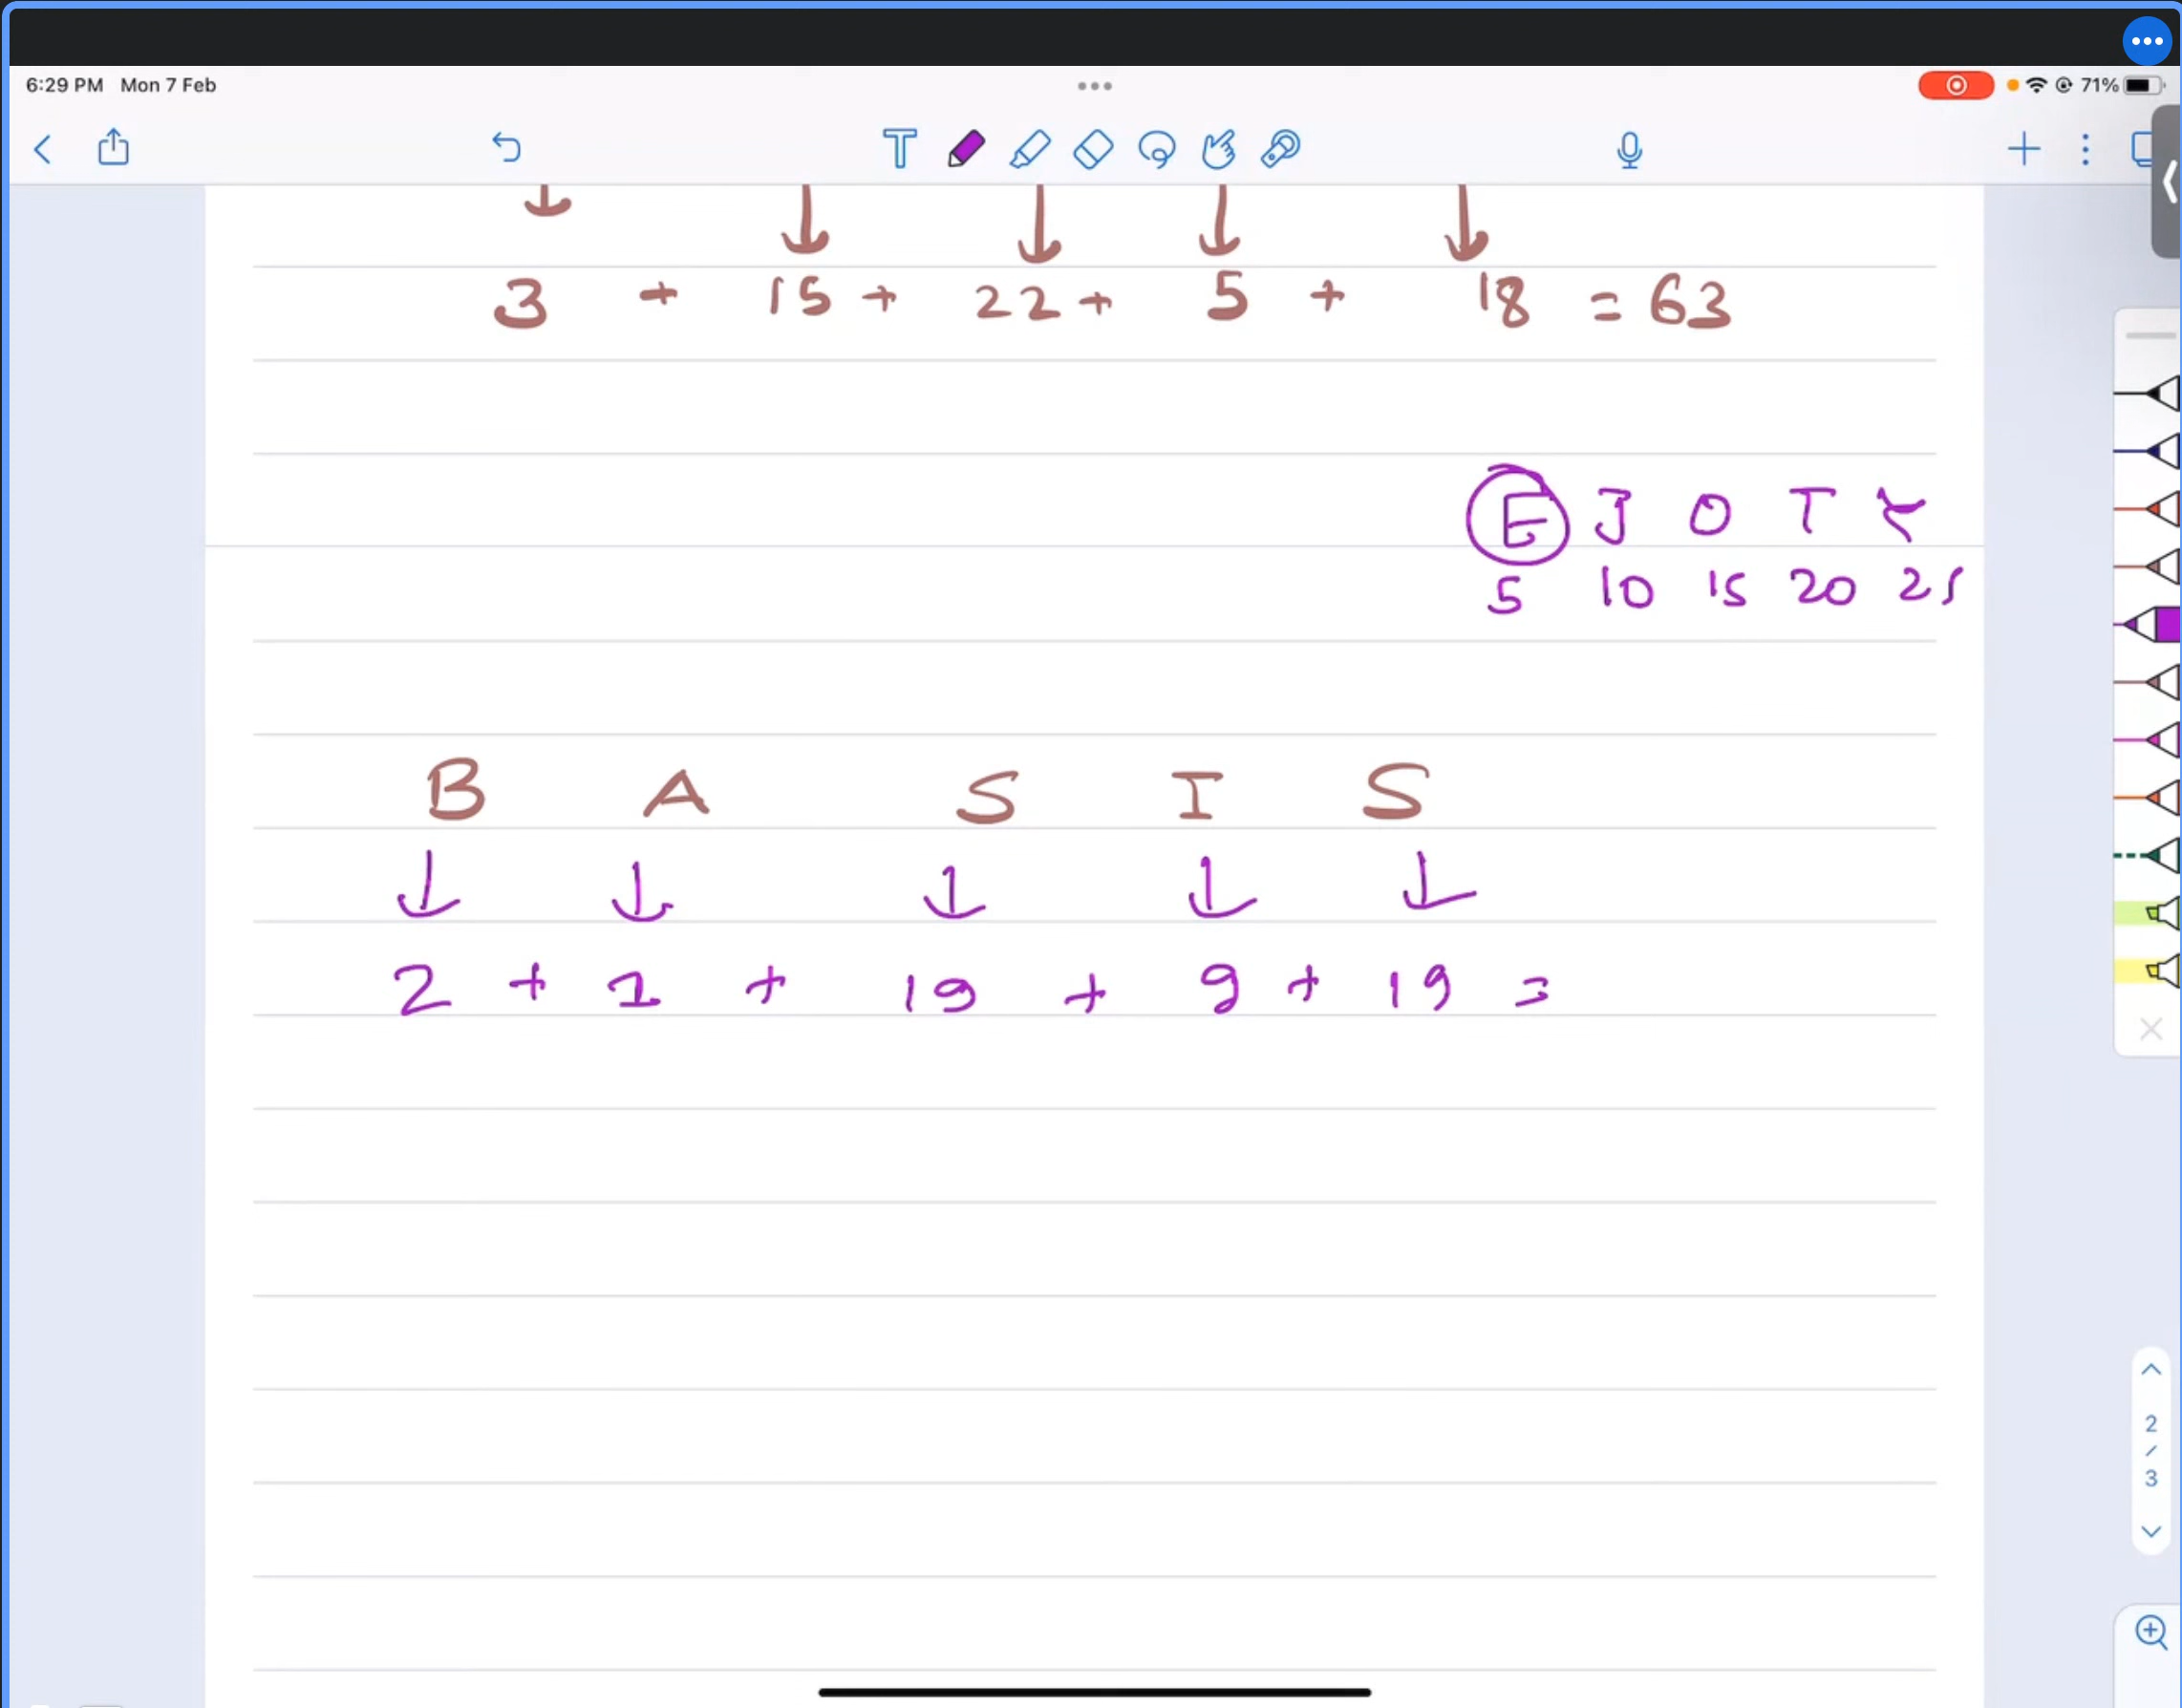 6:29 PM Mon 7 Feb
71%
T
3 + 15 + 22 + 5 + 18 = 63
E J O T Y
5 10 15 20 25
B A S I S
2 + 1 + 19 + 9 + 19 =
2
/
3